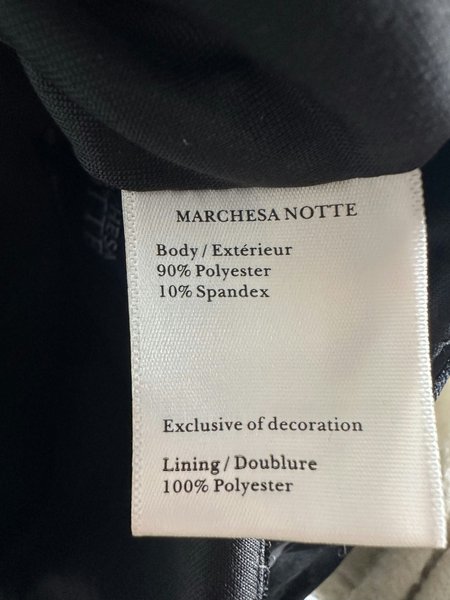 MARCHESA NOTTE
Body / Extérieur
90% Polyester
10% Spandex
Exclusive of decoration
Lining / Doublure
100% Polyester